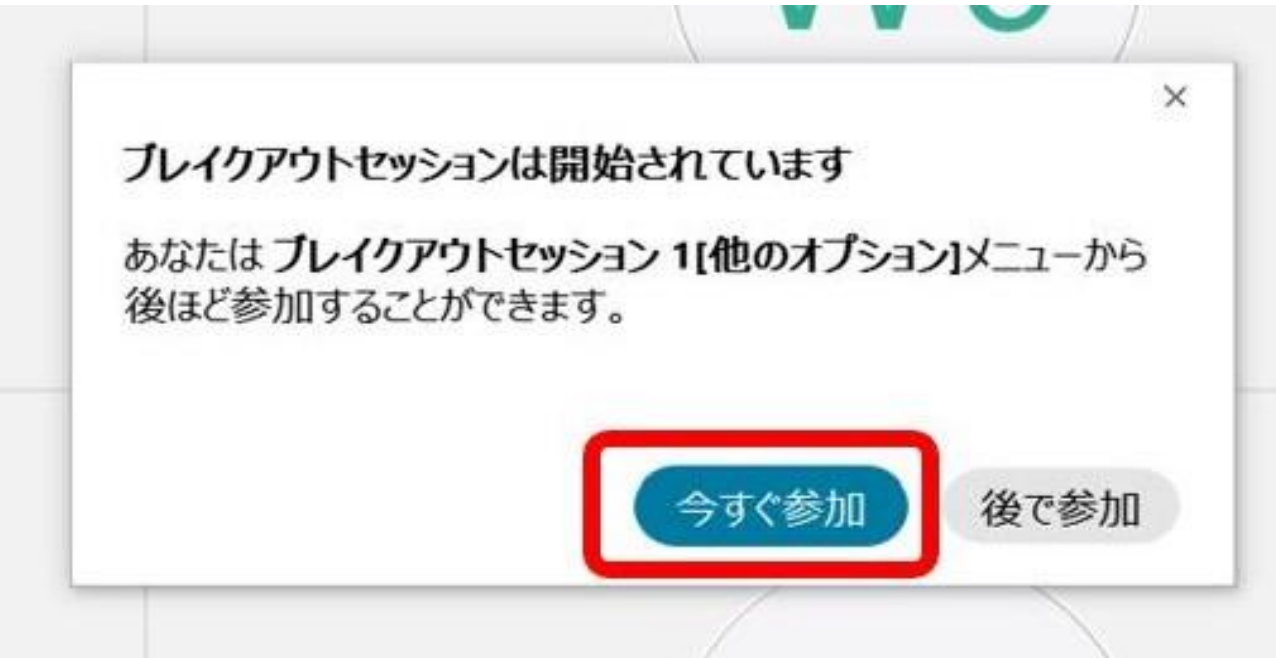 ×
ブレイクアウトセッションは開始されています
あなたは ブレイクアウトセッション 1[他のオプション]メニューから
後ほど参加することができます。
今すぐ参加 後で参加